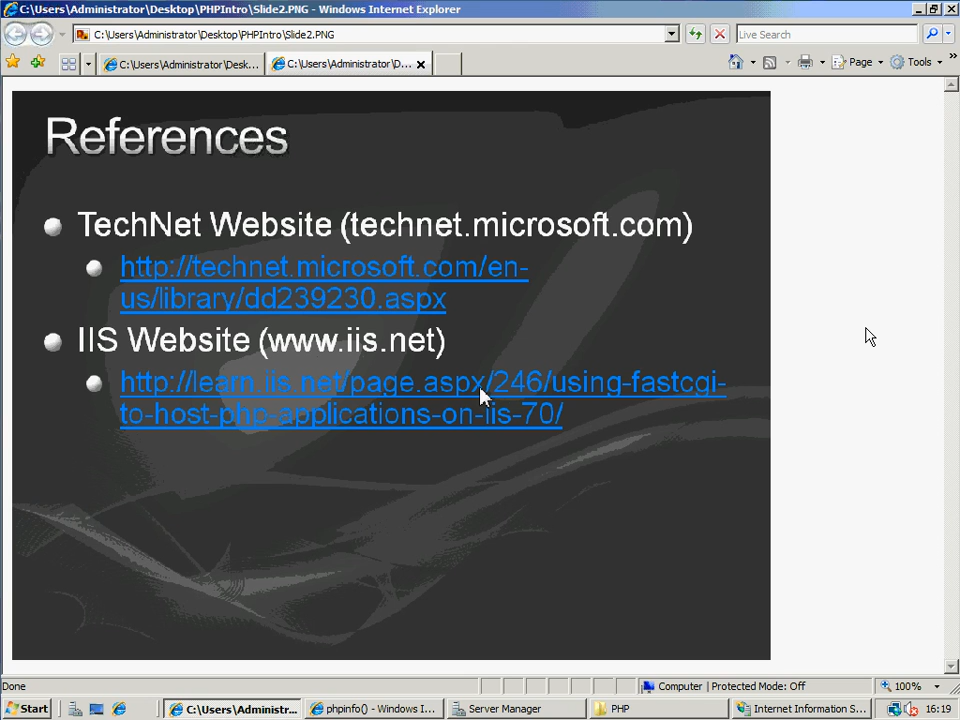 C:\Users\Administrator\Desktop\PHPIntro\Slide2.PNG - Windows Internet Explorer
C:\Users\Administrator\Desktop\PHPIntro\Slide2.PNG
Live Search
C:\Users\Administrator\Desk...
C:\Users\Administrator\D...
Page
Tools
References
TechNet Website (technet.microsoft.com)
http://technet.microsoft.com/en-
us/library/dd239230.aspx
IIS Website (www.iis.net)
http://learn.iis.net/page.aspx/246/using-fastcgi-
to-host-php-applications-on-iis-70/
Done
Computer | Protected Mode: Off
100%
Start
C:\Users\Administr...
phpinfo() - Windows I...
Server Manager
PHP
Internet Information S...
16:19